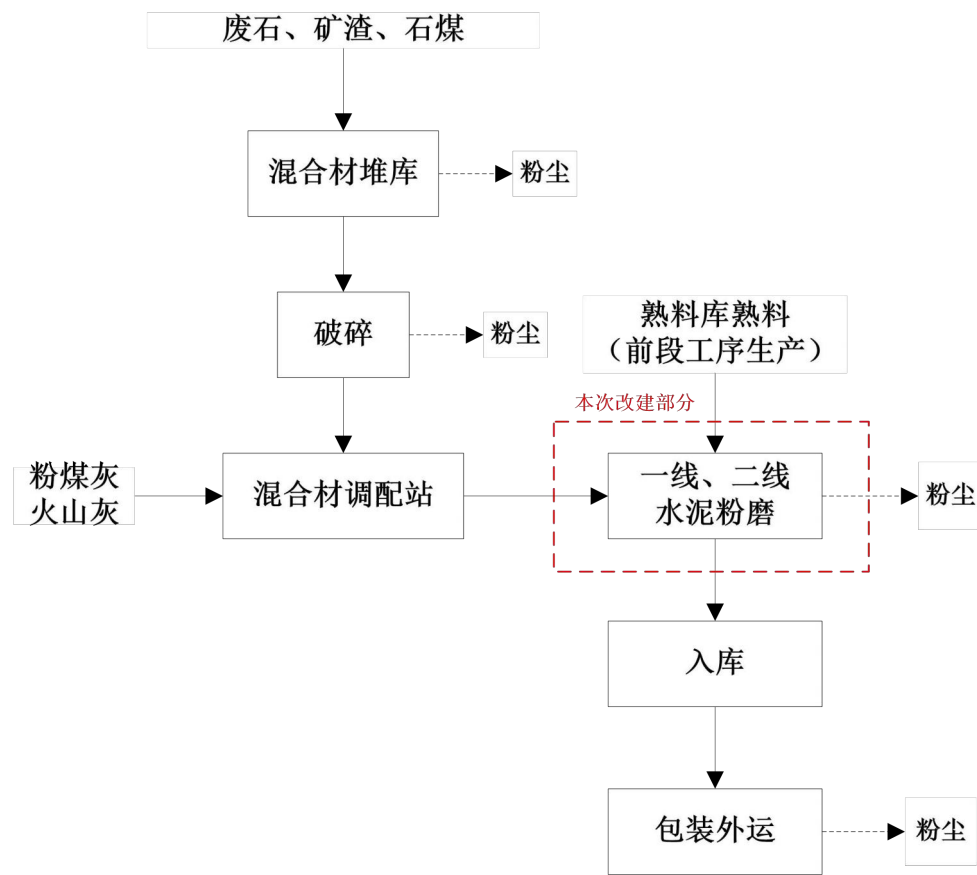 废石、矿渣、石煤
混合材堆库
粉尘
破碎
粉尘
熟料库熟料
（前段工序生产）
本次改建部分
粉煤灰
火山灰
混合材调配站
一线、二线
水泥粉磨
粉尘
入库
包装外运
粉尘